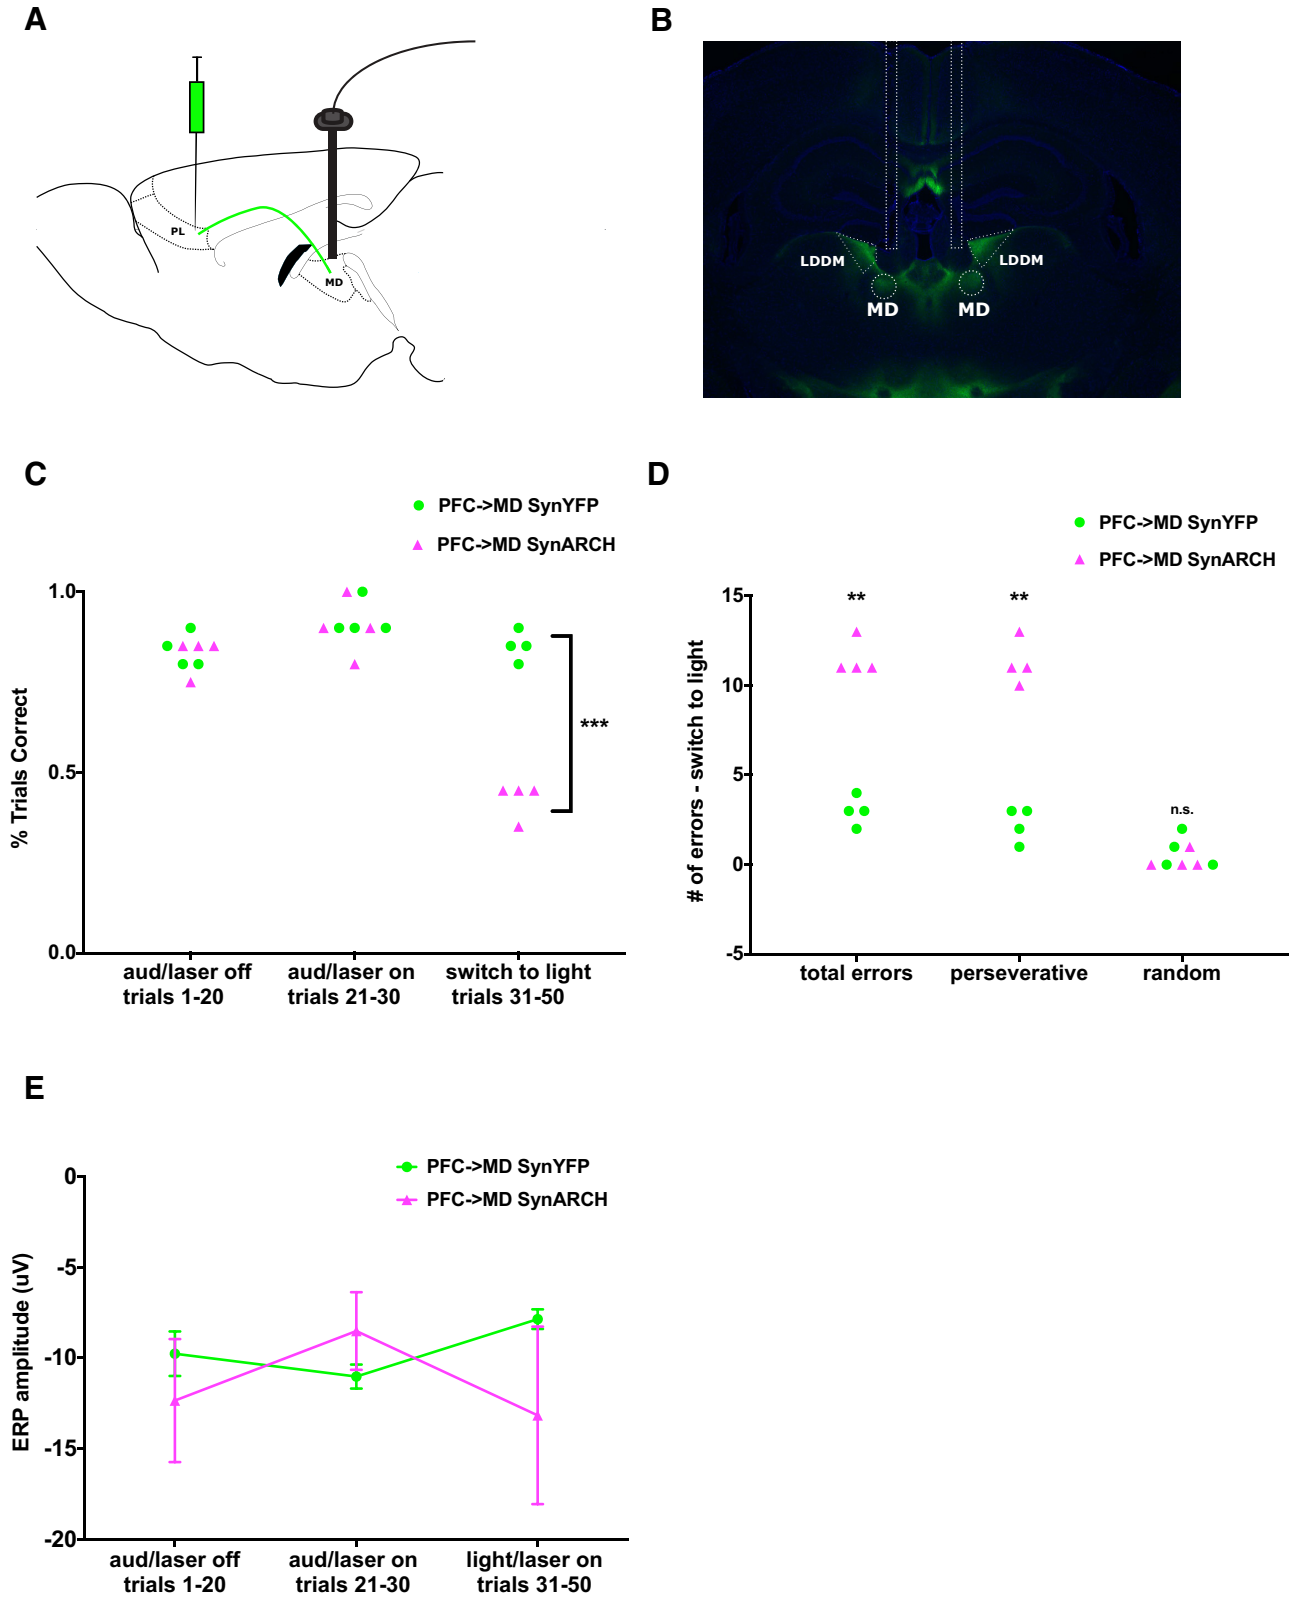 A
PL
MD
B
LDDM
LDDM
MD
MD
C
PFC->MD SynYFP
PFC->MD SynARCH
% Trials Correct
1.0
0.5
0.0
***
aud/laser off
trials 1-20
aud/laser on
trials 21-30
switch to light
trials 31-50
D
PFC->MD SynYFP
PFC->MD SynARCH
# of errors - switch to light
15
10
5
0
-5
**
**
n.s.
total errors
perseverative
random
E
PFC->MD SynYFP
PFC->MD SynARCH
ERP amplitude (uV)
0
-5
-10
-15
-20
aud/laser off
trials 1-20
aud/laser on
trials 21-30
light/laser on
trials 31-50